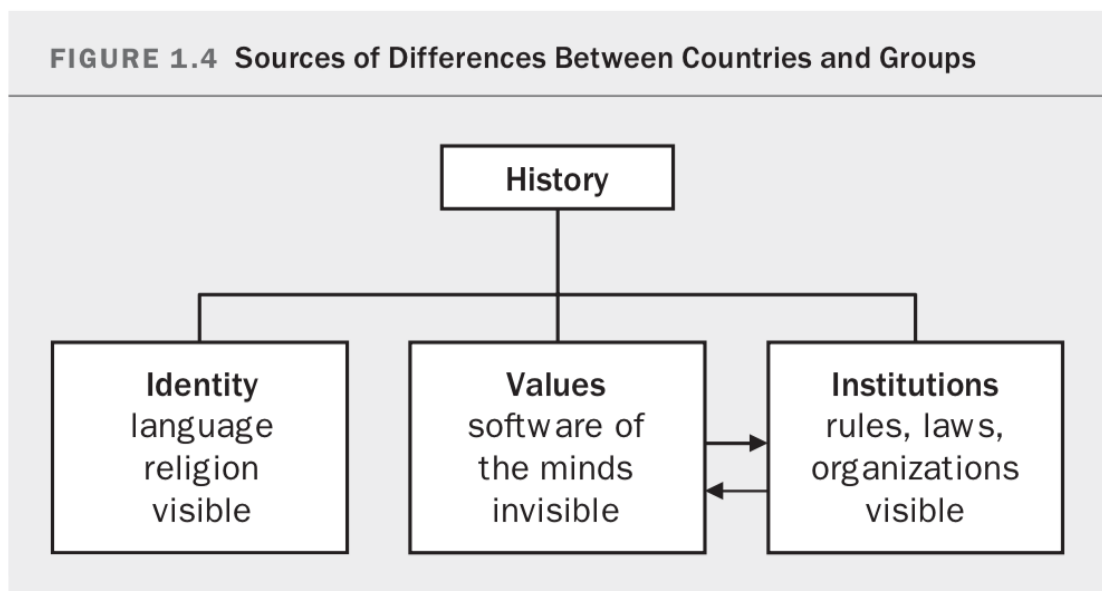 FIGURE 1.4 Sources of Differences Between Countries and Groups
History
Identity
language
religion
visible
Values
software of
the minds
invisible
Institutions
rules, laws,
organizations
visible